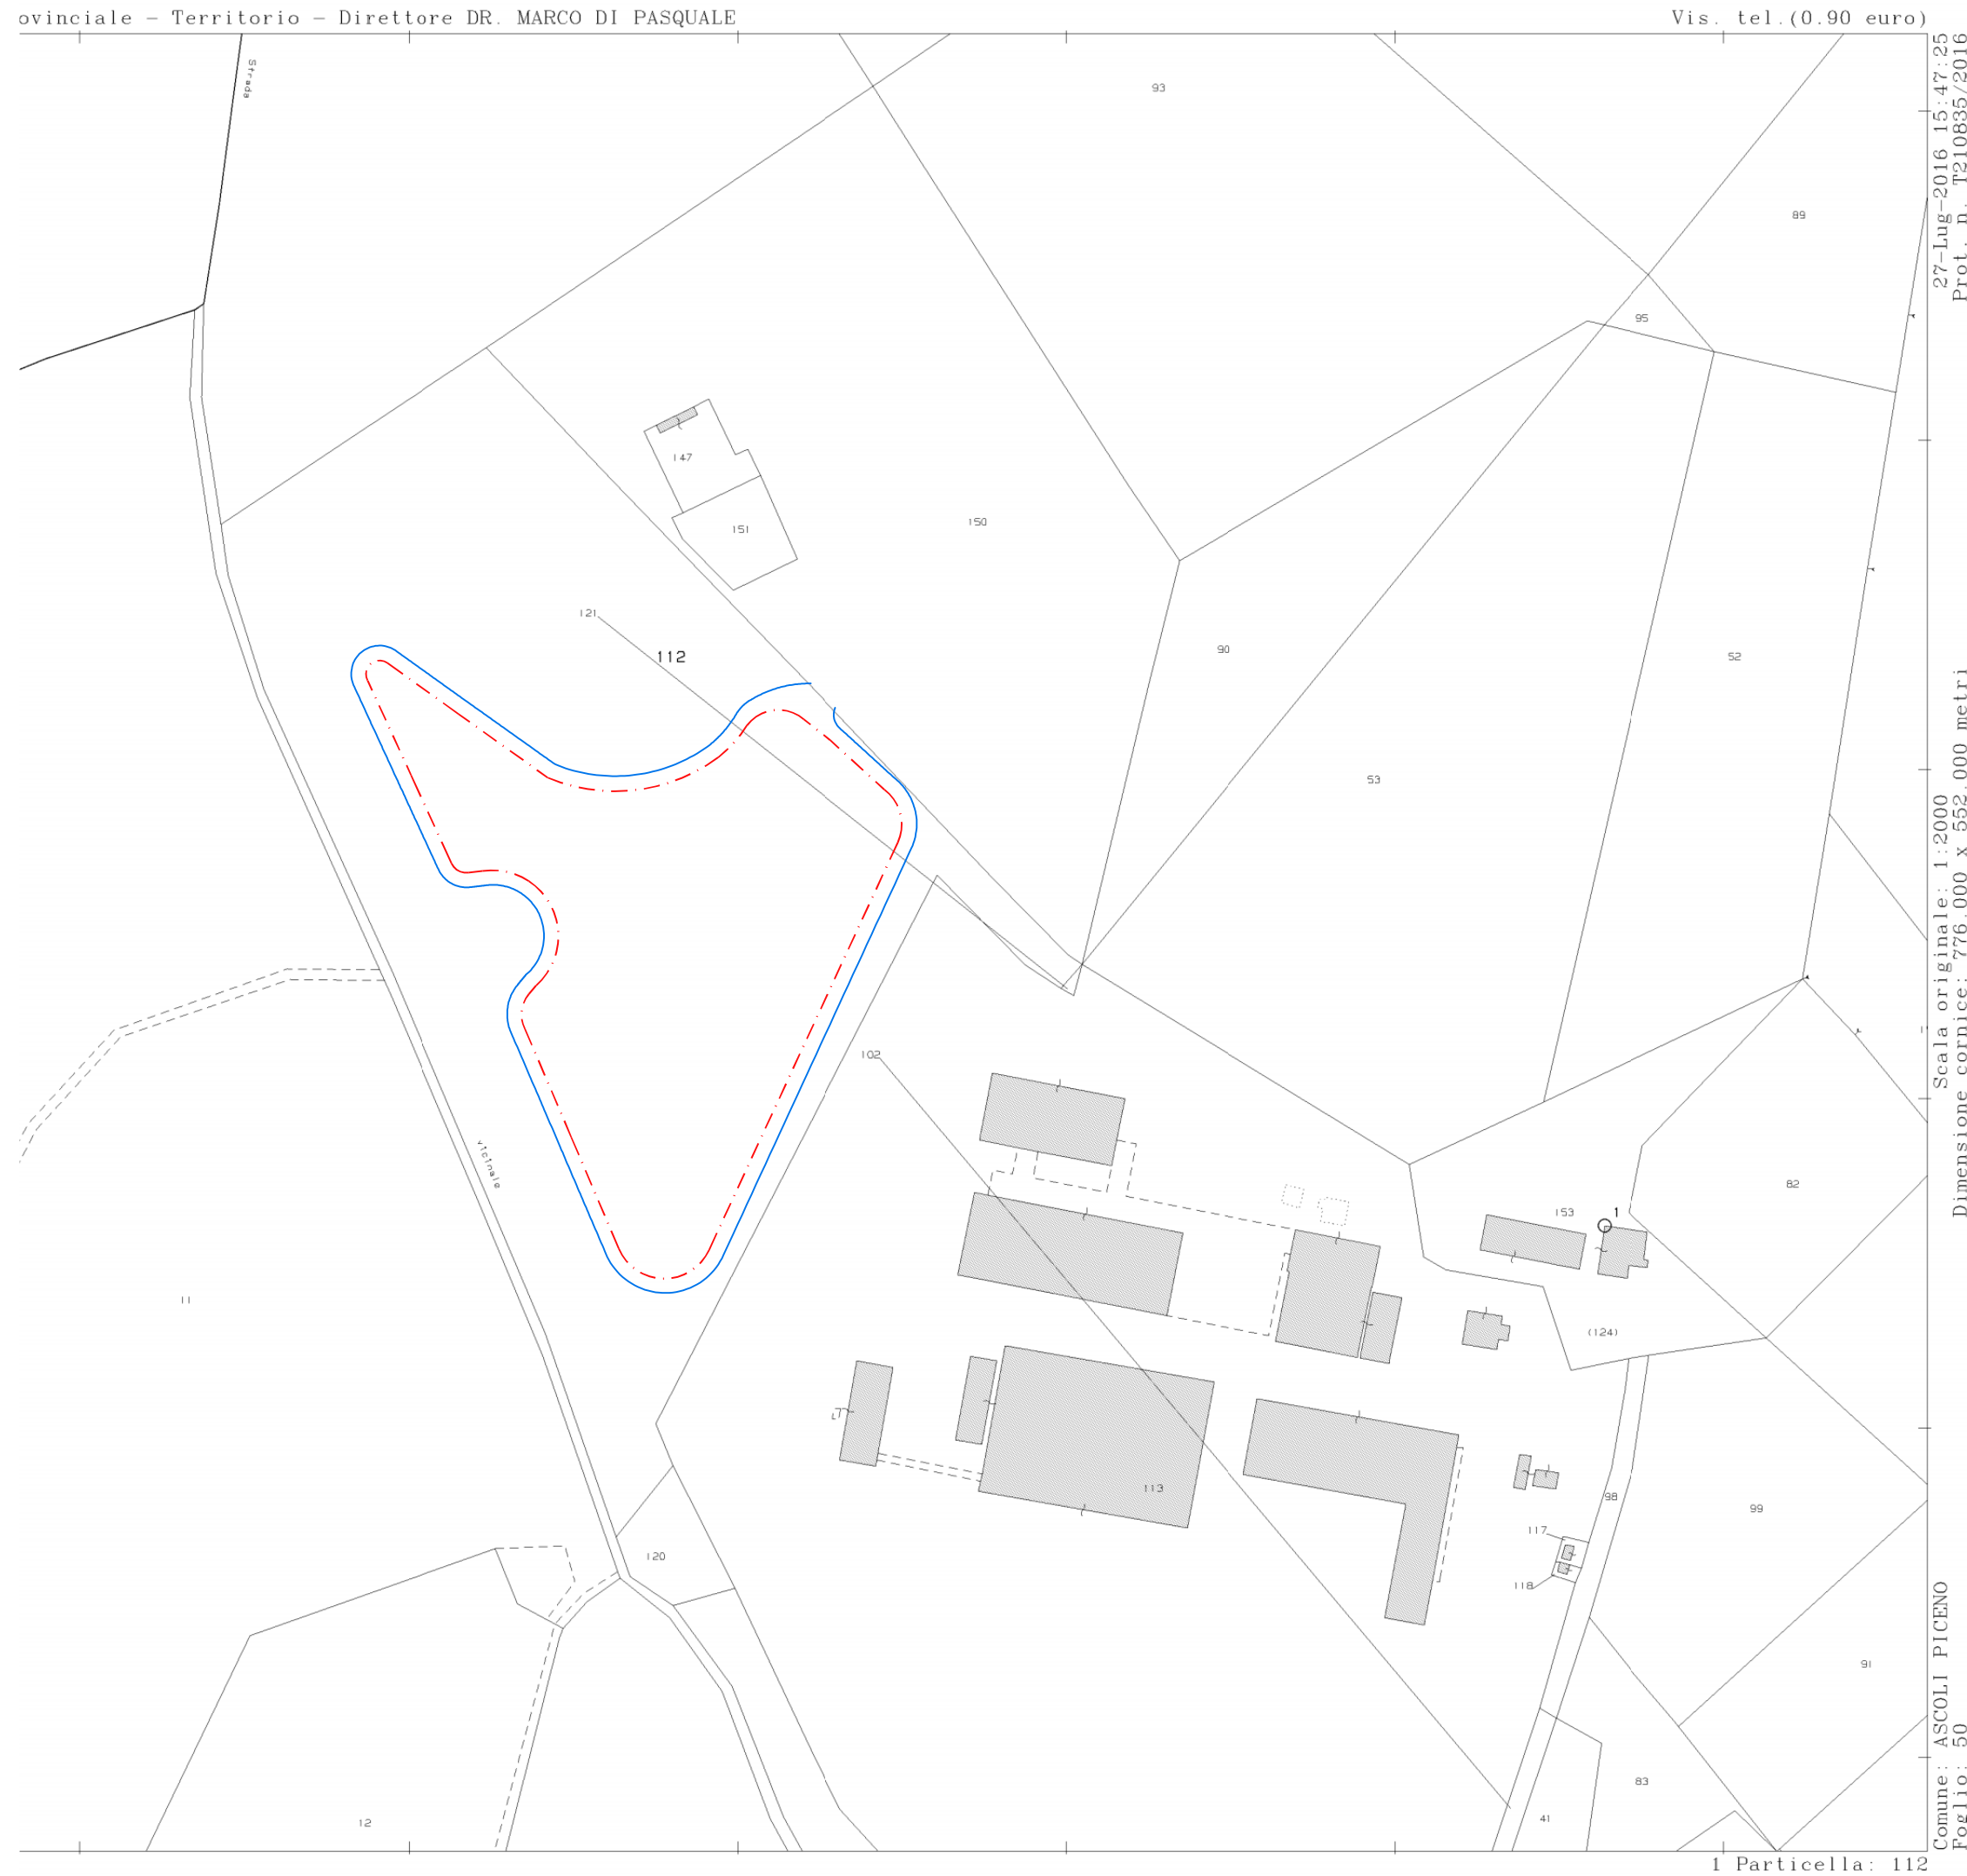 ovinciale - Territorio - Direttore DR. MARCO DI PASQUALE
Vis. tel.(0.90 euro)
27-Lug-2016 15:47:25
Prot. n. T210835/2016
Scala originale: 1:2000
Dimensione cornice: 776.000 x 552.000 metri
Comune: ASCOLI PICENO
Foglio: 50
1 Particella: 112
Strada
93
89
95
147
151
150
121
112
90
52
53
102
vicinale
82
153
1
11
(124)
113
98
99
117
118
120
91
83
41
12